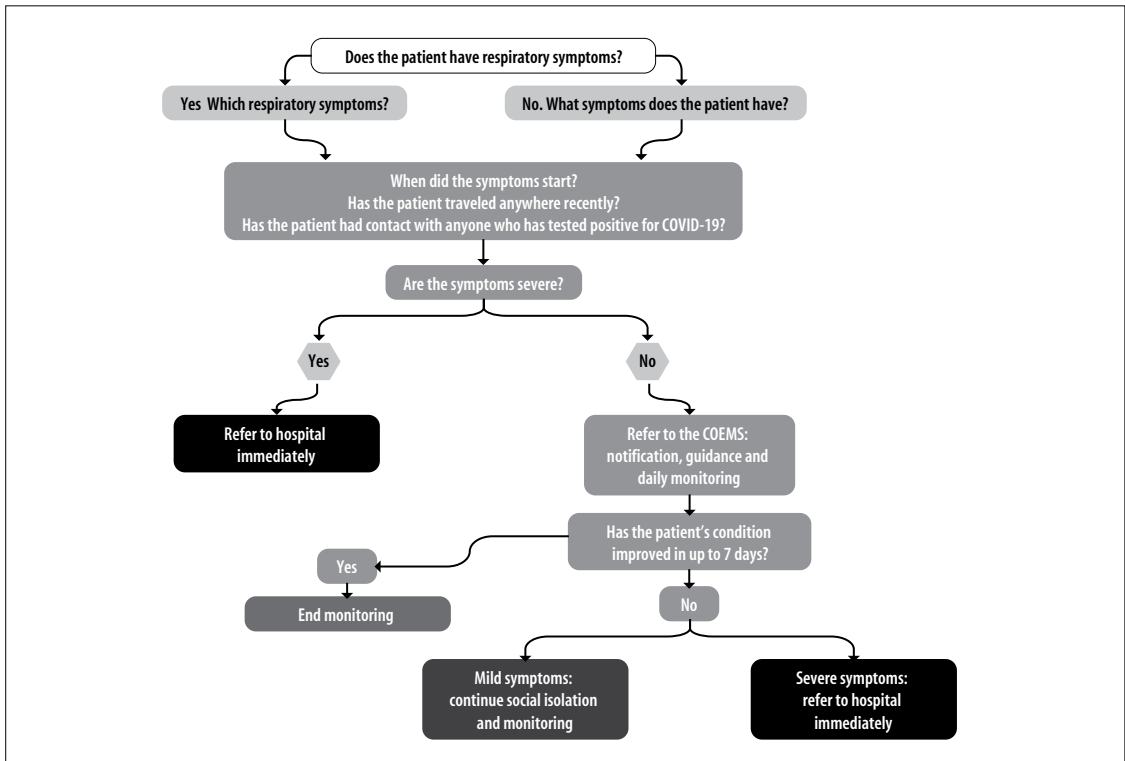 Does the patient have respiratory symptoms?
Yes Which respiratory symptoms?
No. What symptoms does the patient have?
When did the symptoms start?
Has the patient traveled anywhere recently?
Has the patient had contact with anyone who has tested positive for COVID-19?
Are the symptoms severe?
Yes
No
Refer to hospital
immediately
Refer to the COEMS:
notification, guidance and
daily monitoring
Has the patient's condition
improved in up to 7 days?
Yes
End monitoring
No
Mild symptoms:
continue social isolation
and monitoring
Severe symptoms:
refer to hospital
immediately